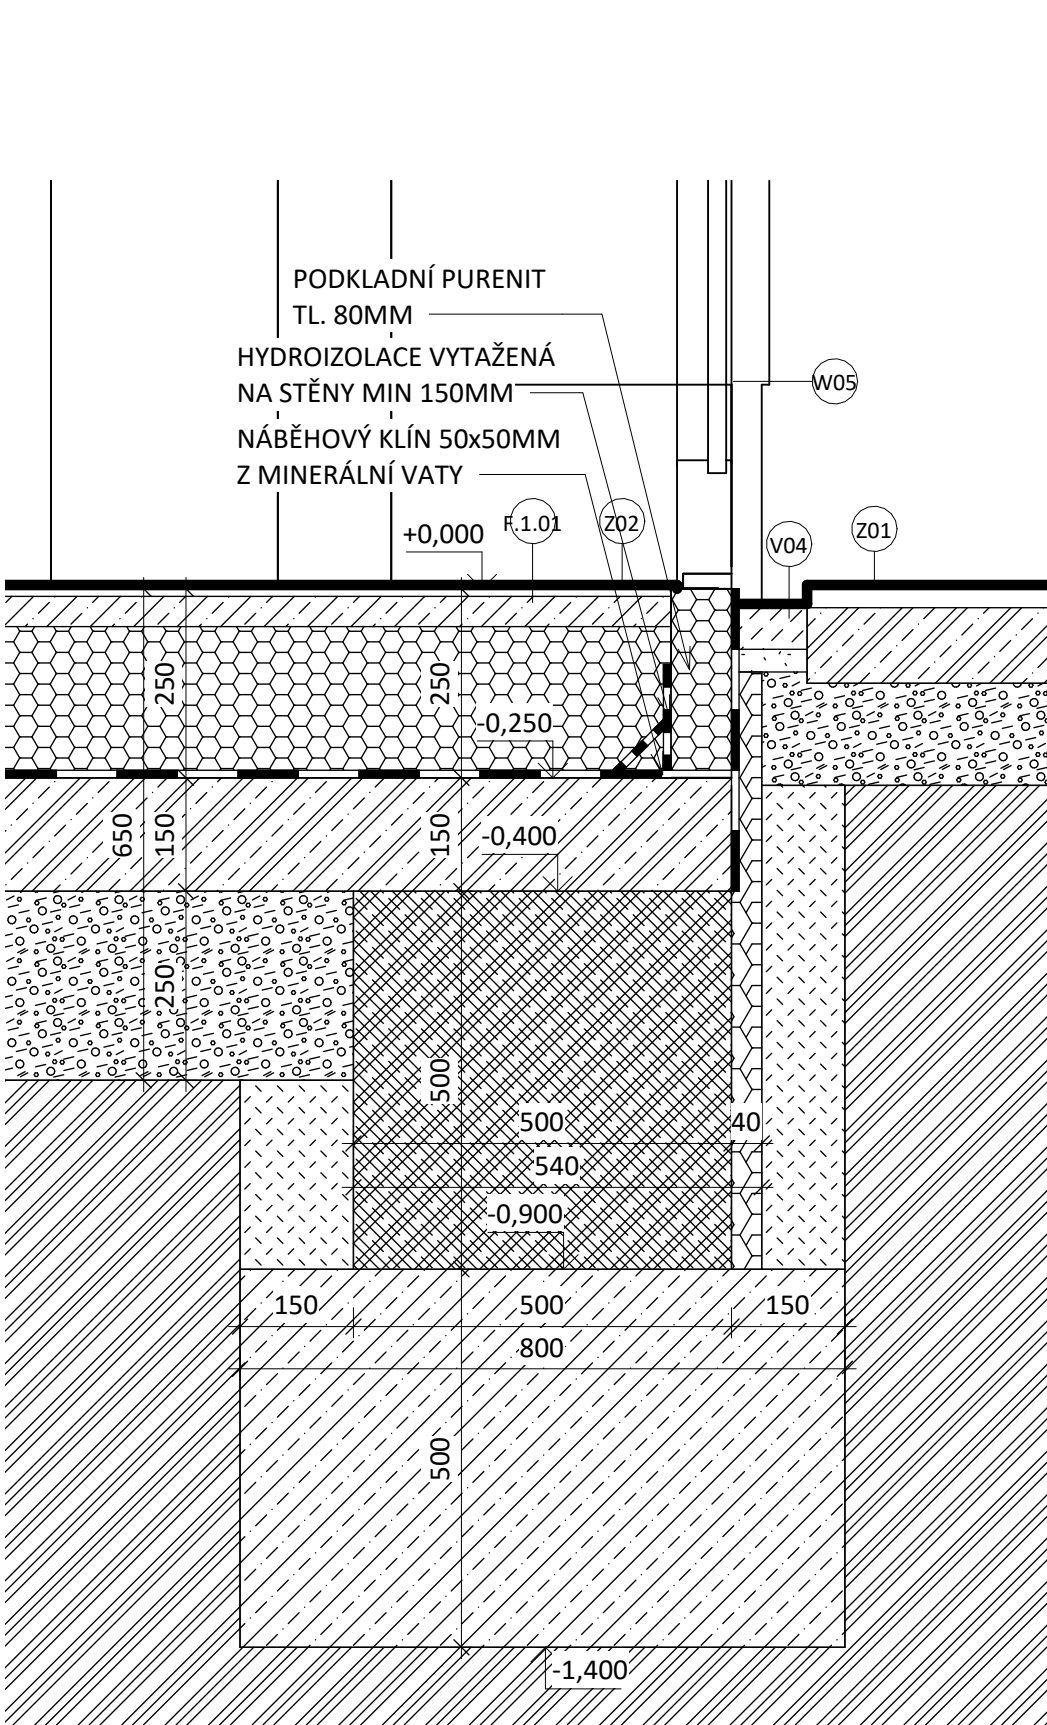 PODKLADNÍ PURENIT
TL. 80MM
HYDROIZOLACE VYTAŽENÁ
NA STĚNY MIN 150MM
W05
NÁBĚHOVÝ KLÍN 50x50MM
Z MINERÁLNÍ VATY
+0,000
F.1.01
Z02
V04
Z01
250
250
-0,250
650
150
150
-0,400
250
500
500
40
540
-0,900
150
500
150
800
500
-1,400